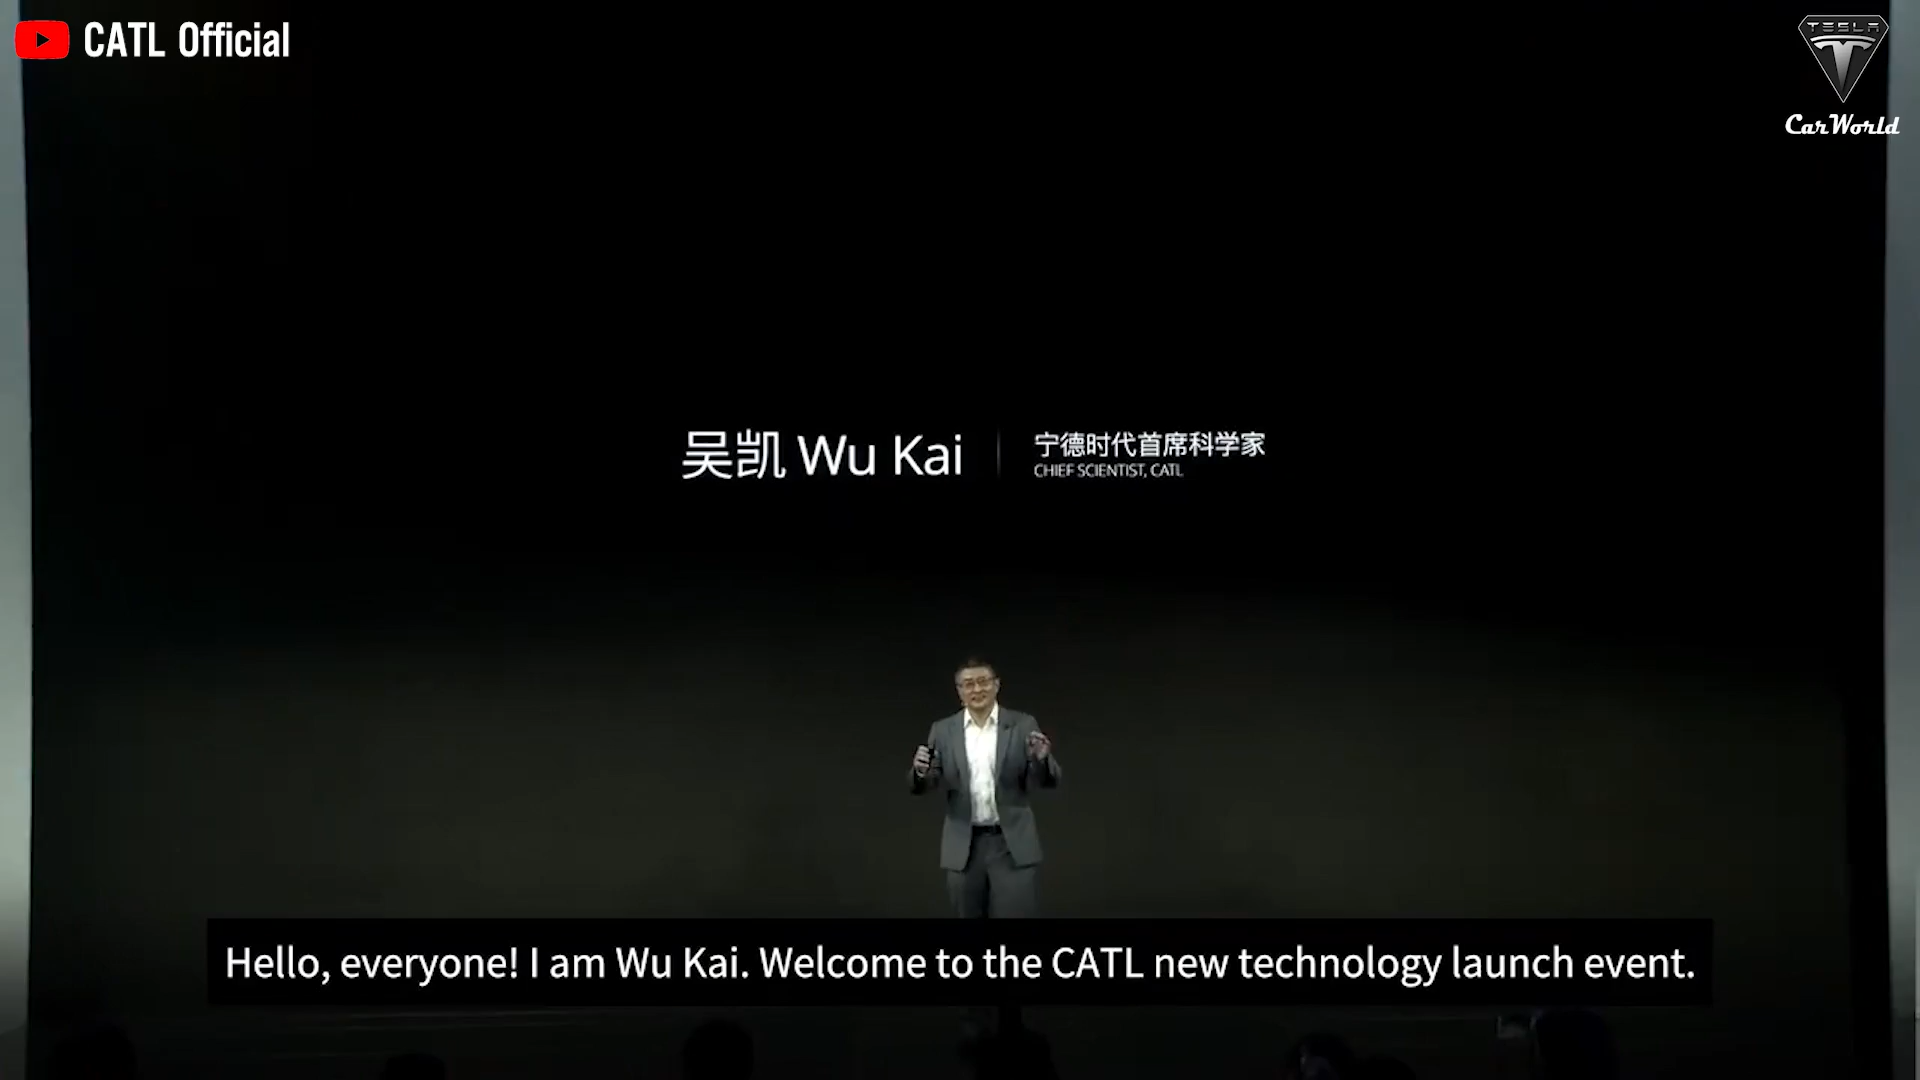 CATL Official
TESLA
CarWorld
吴凯 Wu Kai
宁德时代首席科学家
CHIEF SCIENTIST, CATL
Hello, everyone! I am Wu Kai. Welcome to the CATL new technology launch event.